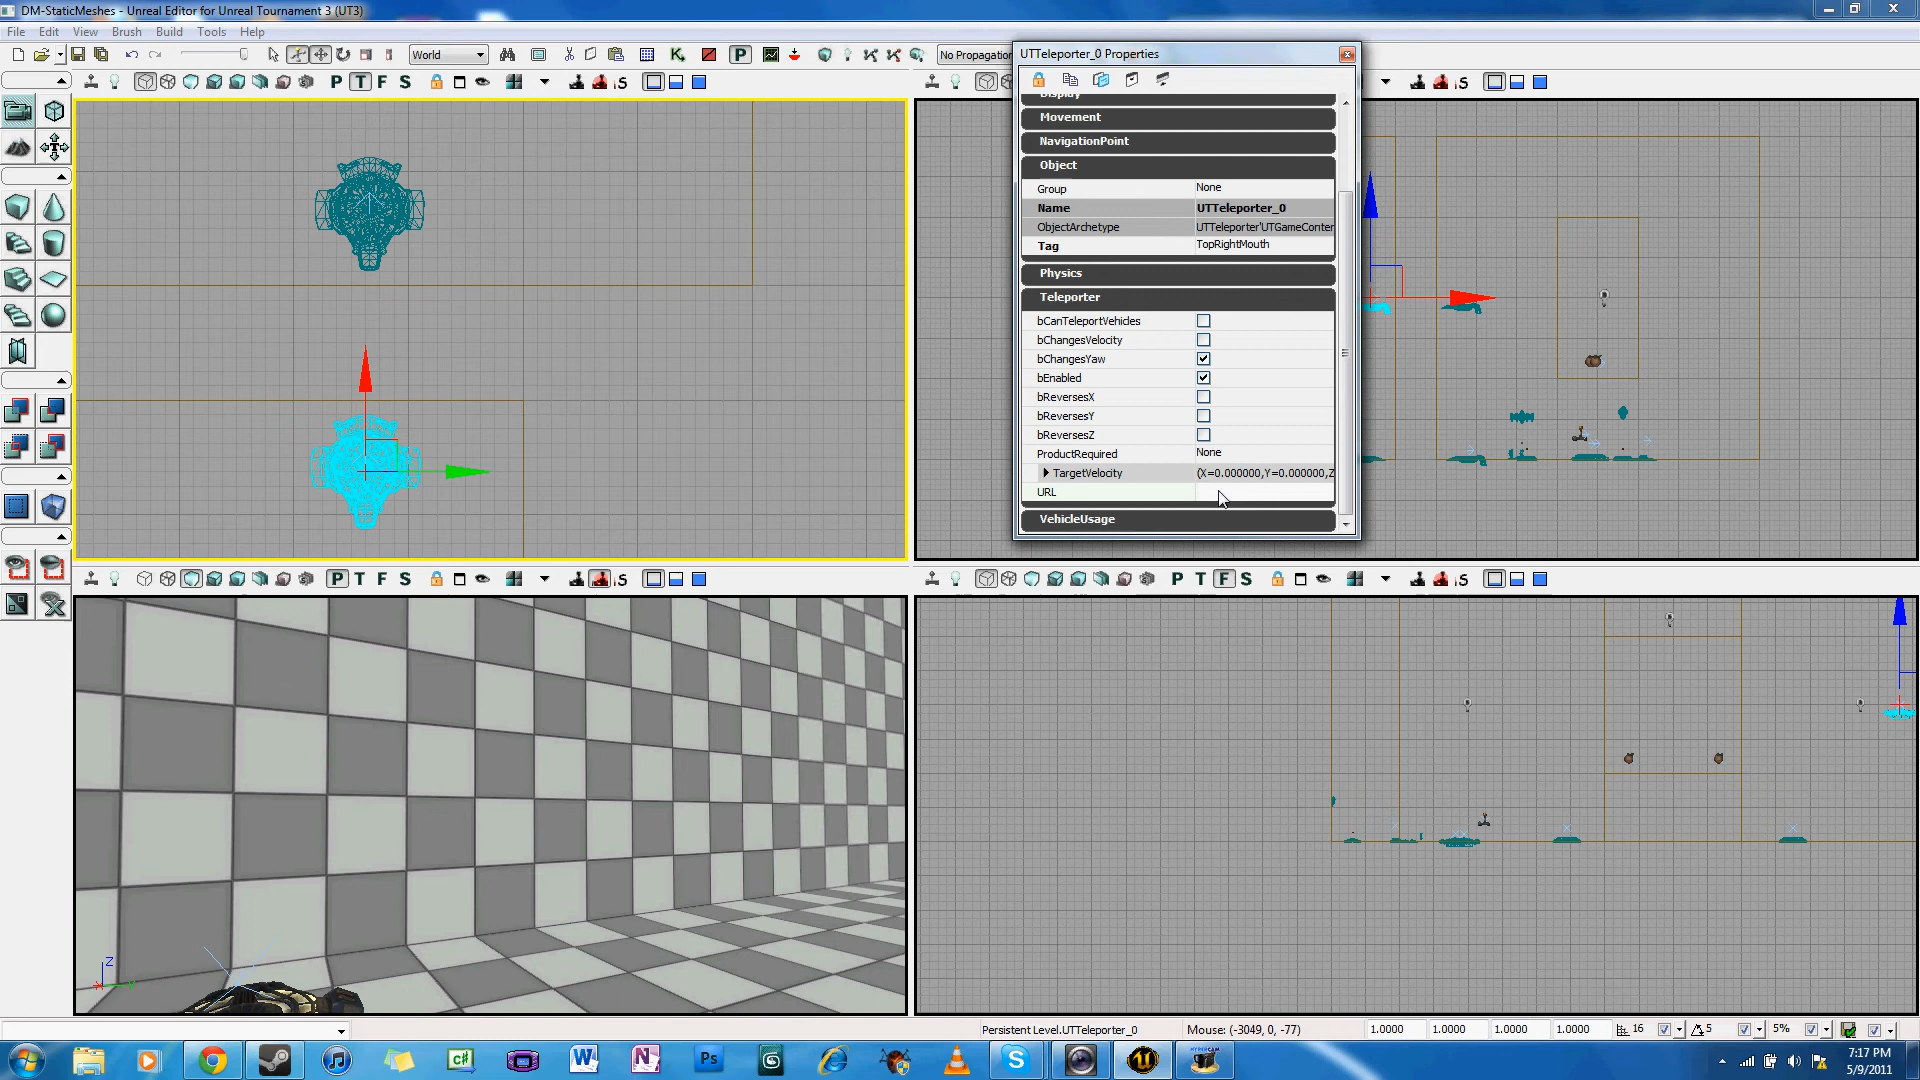 DM-StaticMeshes - Unreal Editor for Unreal Tournament 3 (UT3)
File Edit View Brush Build Tools Help
World
No Propagation
P T F S
UTTeleporter_0 Properties
Display
Movement
NavigationPoint
Object
Group None
Name UTTeleporter_0
ObjectArchetype UTTeleporter'UTGameConter
Tag TopRightMouth
Physics
Teleporter
bCanTeleportVehicles
bChangesVelocity
bChangesYaw
bEnabled
bReversesX
bReversesY
bReversesZ
ProductRequired None
TargetVelocity (X=0.000000,Y=0.000000,Z
URL
VehicleUsage
P T F S
P T F S
Z
Persistent Level.UTTeleporter_0 Mouse: (-3049, 0, -77) 1.0000 1.0000 1.0000 1.0000 16 5 5%
7:17 PM
5/9/2011